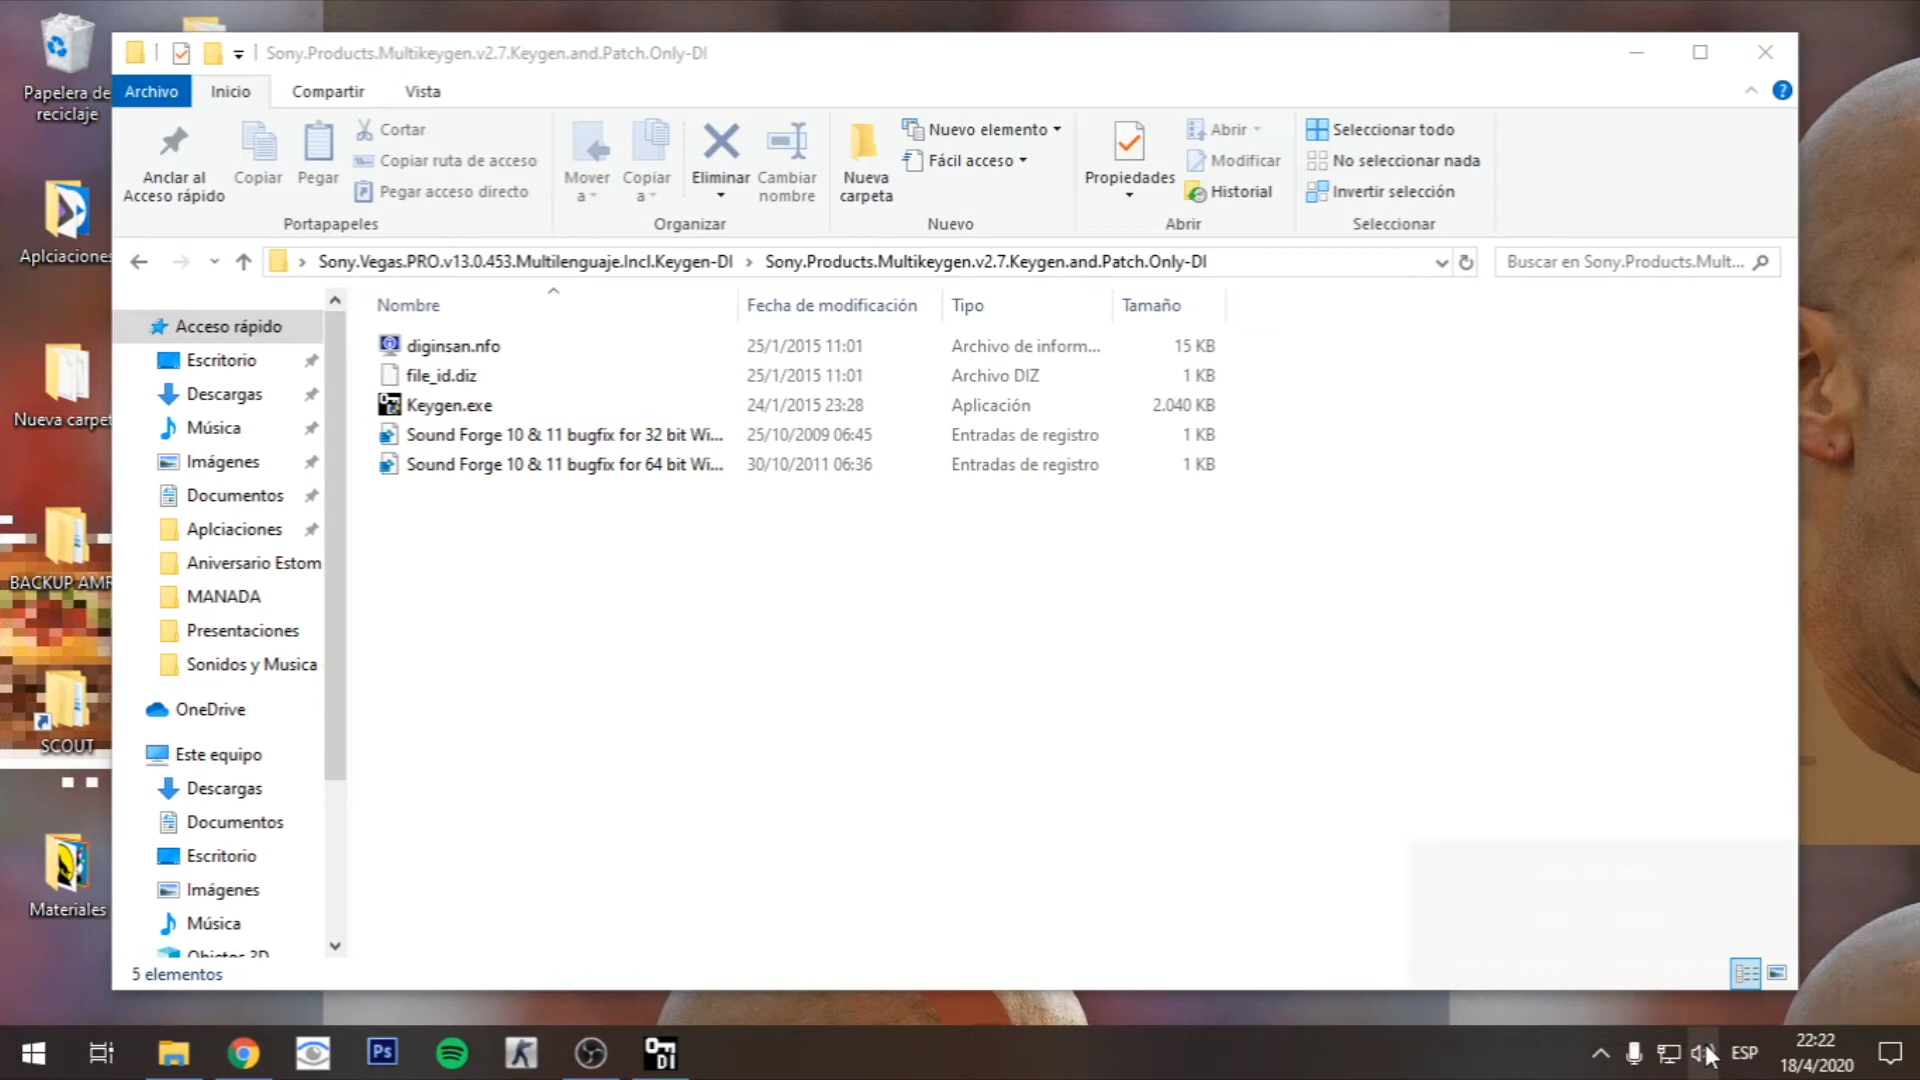 Papelera de
reciclaje
Aplciaciones
Nueva carpet
BACKUP AMR
SCOUT
Materiales
Sony.Products.Multikeygen.v2.7.Keygen.and.Patch.Only-DI
Archivo
Inicio
Compartir
Vista
Anclar al
Acceso rápido
Copiar
Pegar
Cortar
Copiar ruta de acceso
Pegar acceso directo
Portapapeles
Mover
a
Copiar
a
Eliminar
Cambiar
nombre
Organizar
Nueva
carpeta
Nuevo elemento
Fácil acceso
Nuevo
Propiedades
Abrir
Modificar
Historial
Abrir
Seleccionar todo
No seleccionar nada
Invertir selección
Seleccionar
Sony.Vegas.PRO.v13.0.453.Multilenguaje.Incl.Keygen-DI > Sony.Products.Multikeygen.v2.7.Keygen.and.Patch.Only-DI
Buscar en Sony.Products.Mult...
Acceso rápido
Escritorio
Descargas
Música
Imágenes
Documentos
Aplciaciones
Aniversario Estom
MANADA
Presentaciones
Sonidos y Musica
OneDrive
Este equipo
Descargas
Documentos
Escritorio
Imágenes
Música
Objetos 3D
Nombre Fecha de modificación Tipo Tamaño
diginsan.nfo 25/1/2015 11:01 Archivo de inform... 15 KB
file_id.diz 25/1/2015 11:01 Archivo DIZ 1 KB
Keygen.exe 24/1/2015 23:28 Aplicación 2.040 KB
Sound Forge 10 & 11 bugfix for 32 bit Wi... 25/10/2009 06:45 Entradas de registro 1 KB
Sound Forge 10 & 11 bugfix for 64 bit Wi... 30/10/2011 06:36 Entradas de registro 1 KB
5 elementos
Ps
DI
ESP
22:22
18/4/2020